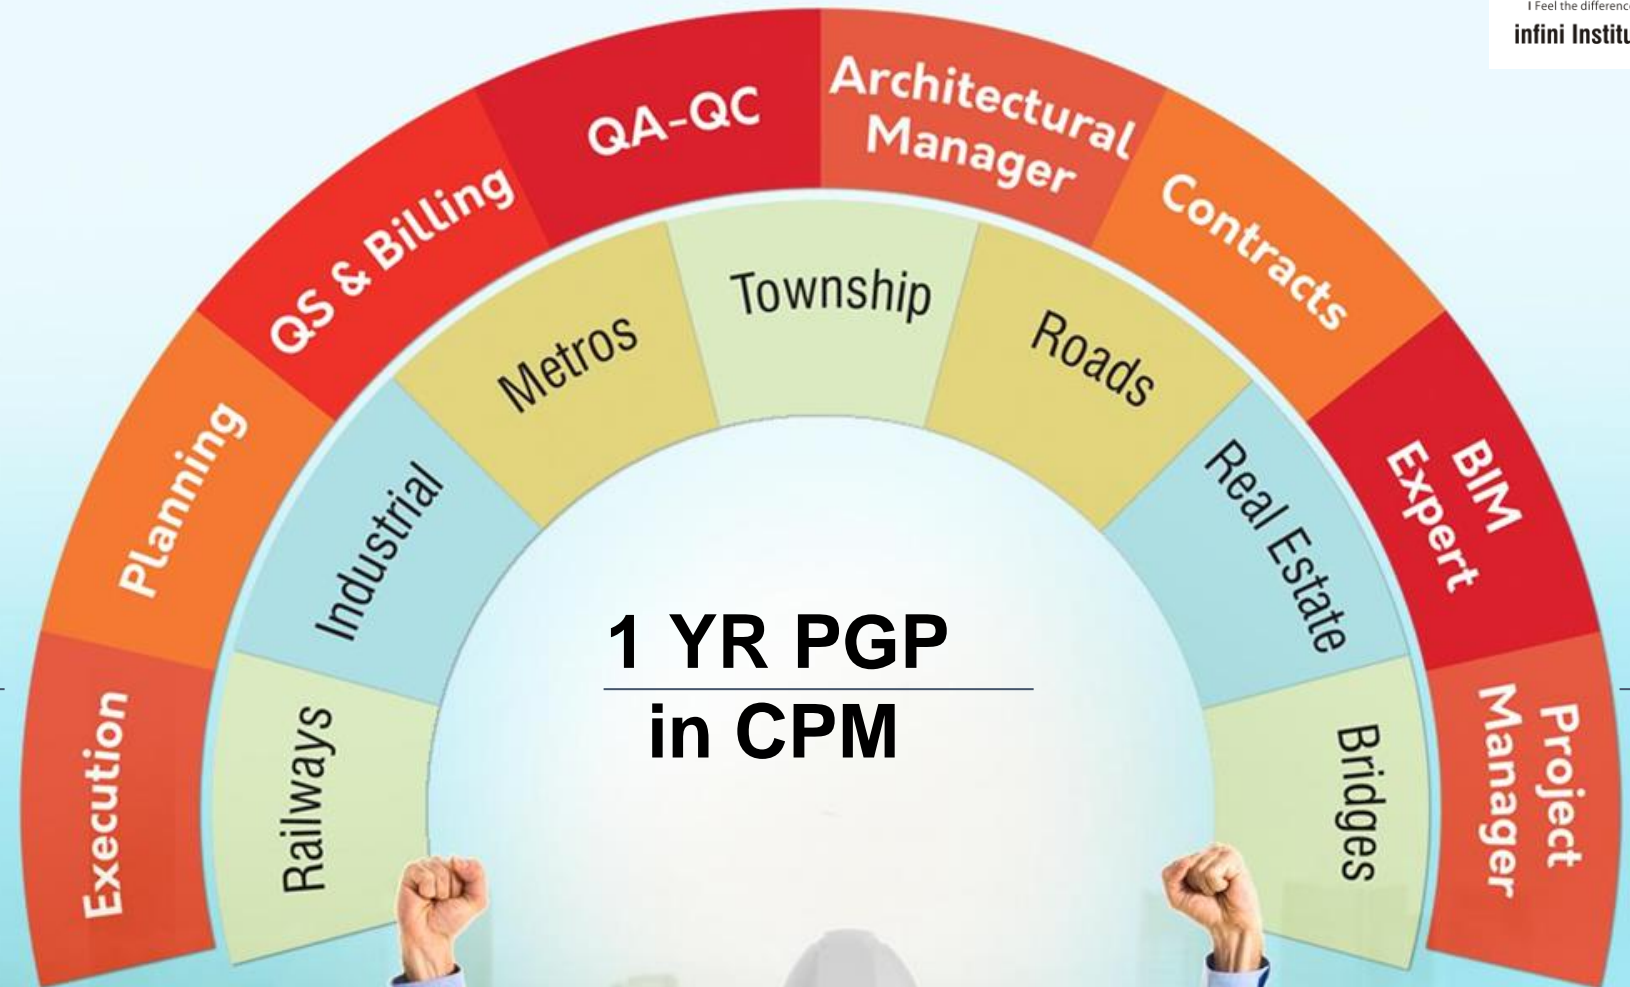 I Feel the difference
infini Institu
Execution
Planning
QS & Billing
QA-QC
Architectural
Manager
Contracts
BIM
Expert
Project
Manager
Railways
Industrial
Metros
Township
Roads
Real Estate
Bridges
1 YR PGP
in CPM